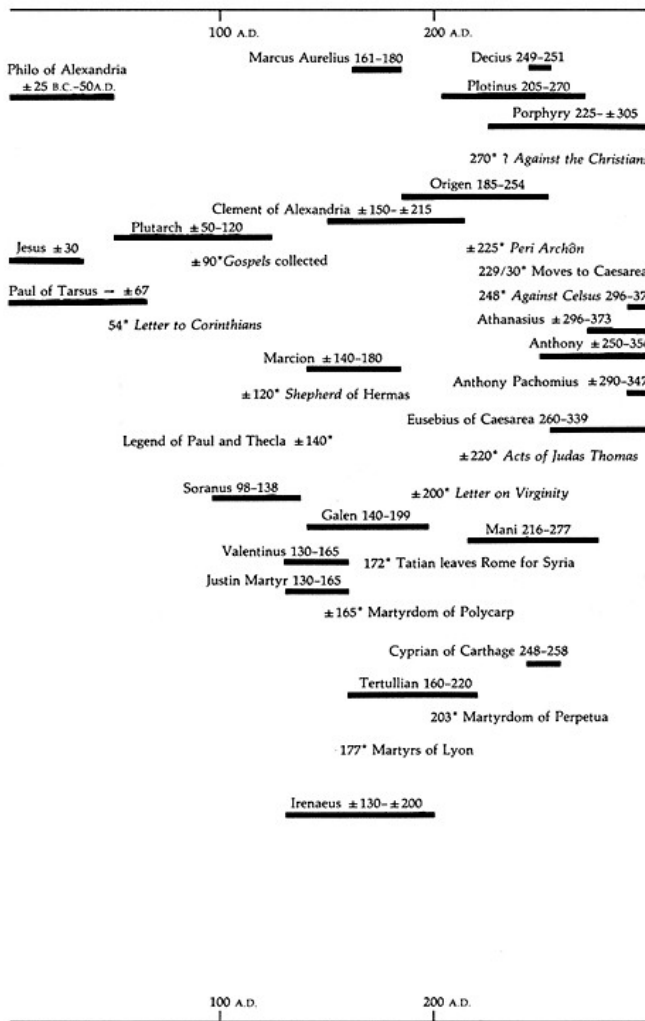 100 A.D. 200 A.D.
Marcus Aurelius 161–180 Decius 249–251
Philo of Alexandria
±25 B.C.–50 A.D. Plotinus 205–270
Porphyry 225–±305
270* ? Against the Christians
Origen 185–254
Clement of Alexandria ±150–±215
Plutarch ±50–120
Jesus ±30 ±225* Peri Archôn
±90* Gospels collected
229/30* Moves to Caesarea
Paul of Tarsus – ±67 248* Against Celsus 296–37
54* Letter to Corinthians Athanasius ±296–373
Anthony ±250–356
Marcion ±140–180
Anthony Pachomius ±290–347
±120* Shepherd of Hermas
Eusebius of Caesarea 260–339
Legend of Paul and Thecla ±140*
±220* Acts of Judas Thomas
Soranus 98–138 ±200* Letter on Virginity
Galen 140–199
Mani 216–277
Valentinus 130–165 172* Tatian leaves Rome for Syria
Justin Martyr 130–165
±165* Martyrdom of Polycarp
Cyprian of Carthage 248–258
Tertullian 160–220
203* Martyrdom of Perpetua
177* Martyrs of Lyon
Irenaeus ±130–±200
100 A.D. 200 A.D.